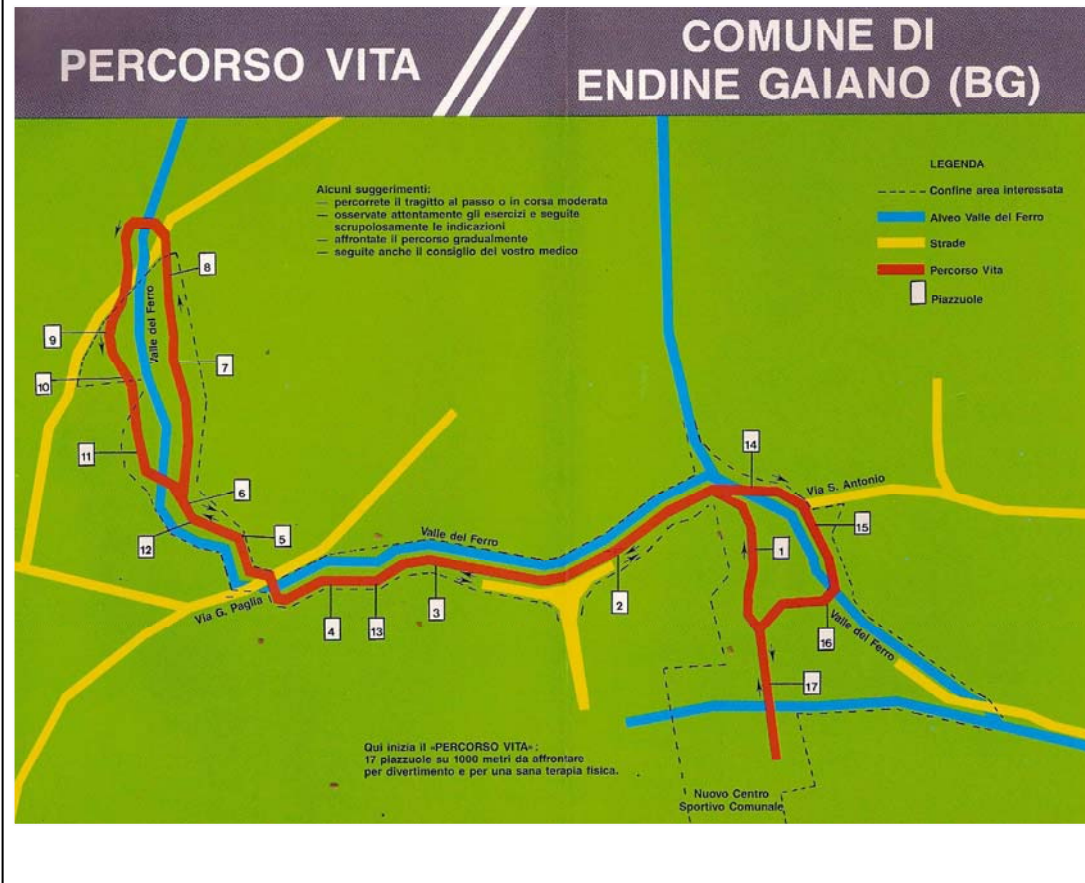 PERCORSO VITA
COMUNE DI
ENDINE GAIANO (BG)
Alcuni suggerimenti:
— percorrete il tragitto al passo o in corsa moderata
— osservate attentamente gli esercizi e seguite
scrupolosamente le indicazioni
— affrontate il percorso gradualmente
— seguite anche il consiglio del vostro medico
LEGENDA
Confine area interessata
Alveo Valle del Ferro
Strade
Percorso Vita
Piazzuole
8
Valle del Ferro
9
7
10
11
6
12
5
14
Via S. Antonio
15
Valle del Ferro
1
Via G. Paglia
4
13
3
2
16
Valle del Ferro
17
Qui inizia il «PERCORSO VITA»:
17 piazzuole su 1000 metri da affrontare
per divertimento e per una sana terapia fisica.
Nuovo Centro
Sportivo Comunale